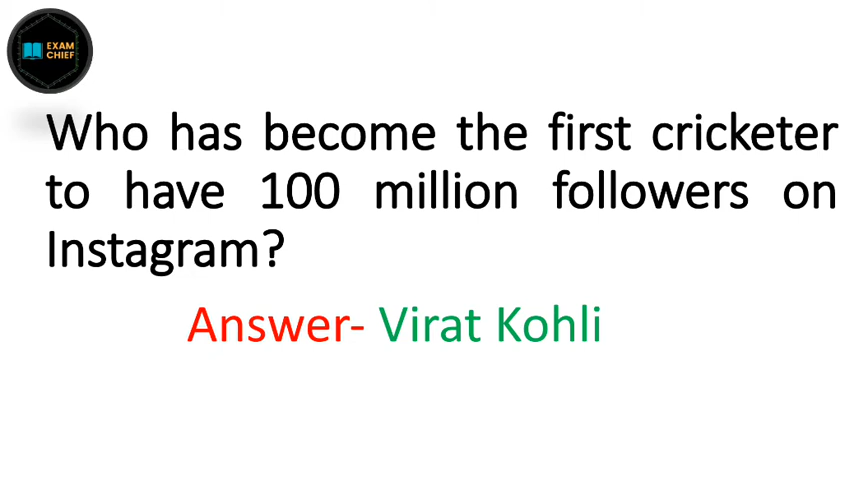 EXAM
CHIEF
Who has become the first cricketer
to have 100 million followers on
Instagram?
Answer- Virat Kohli